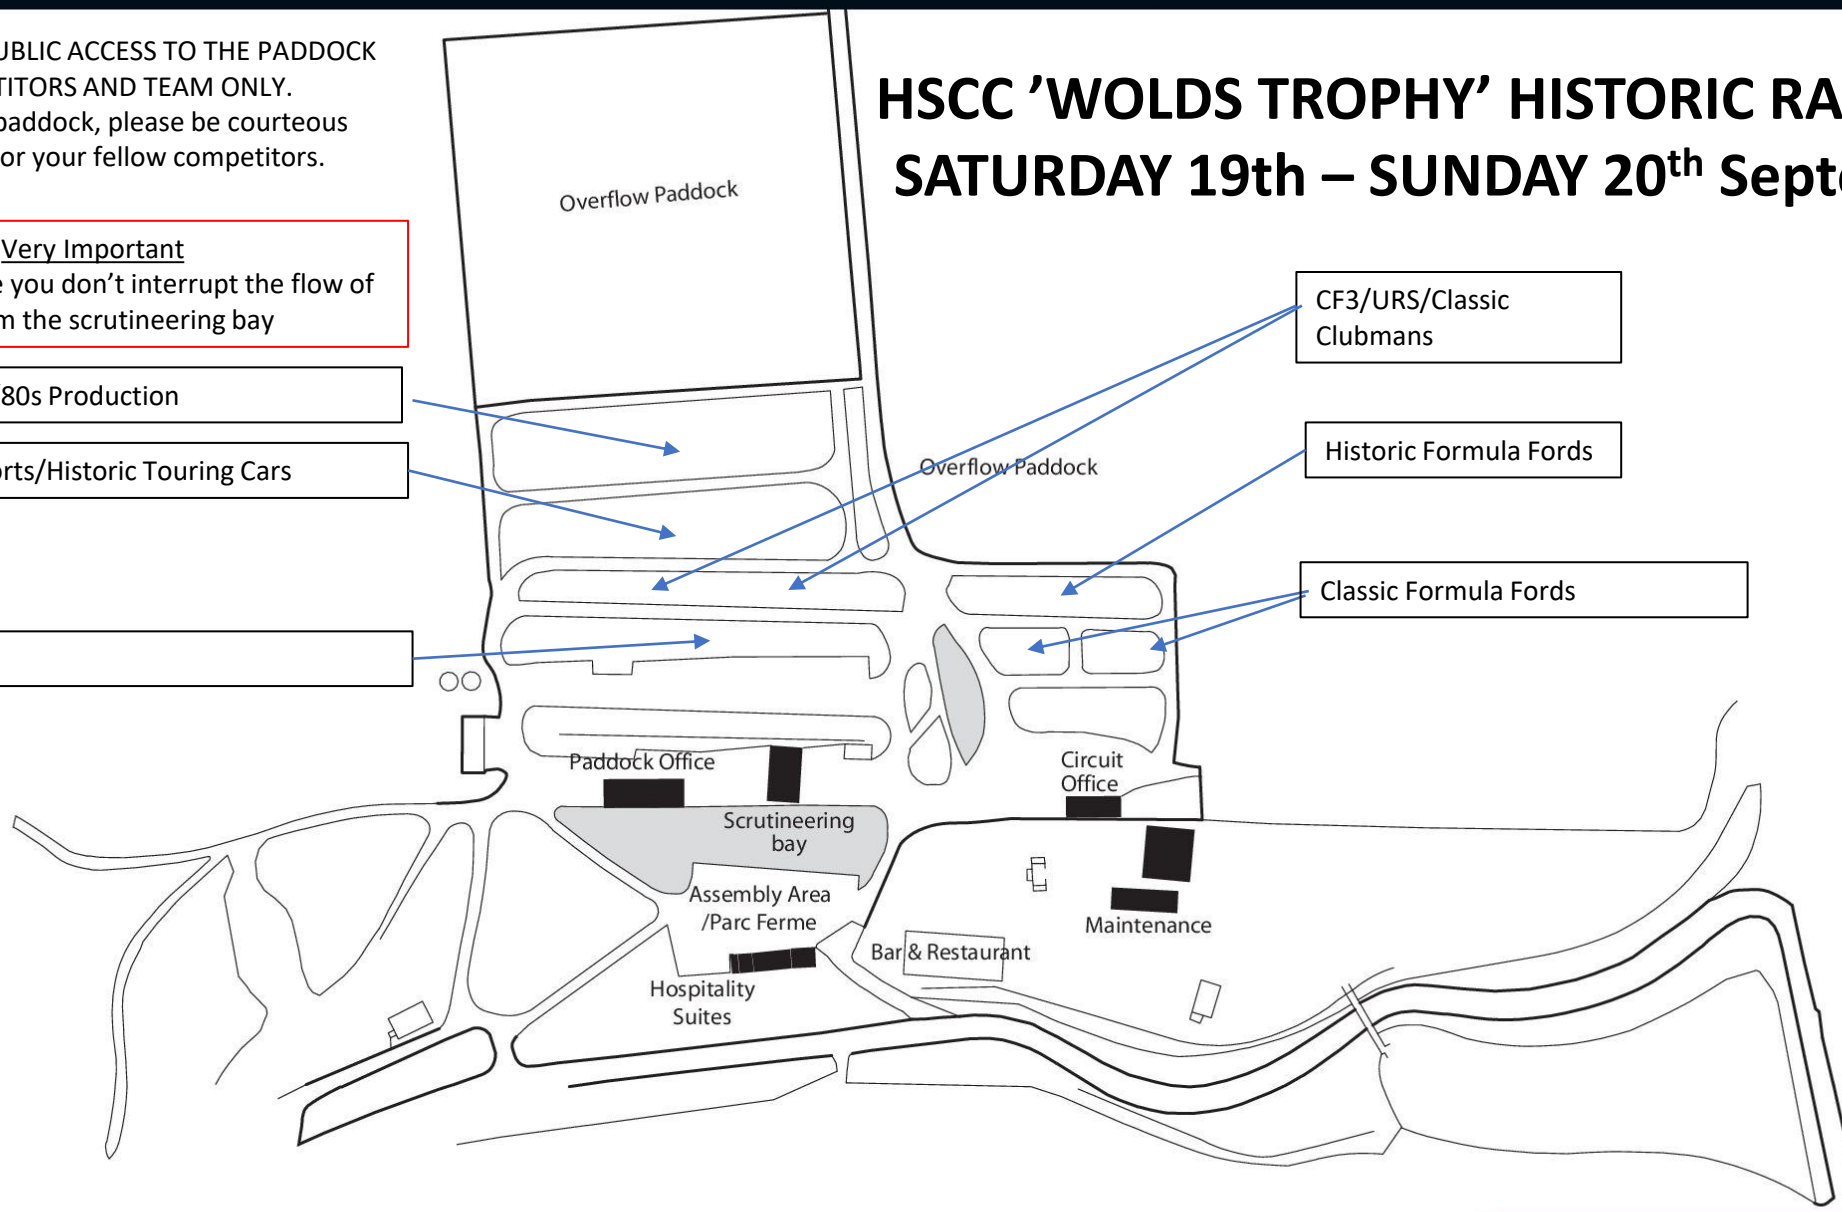 UBLIC ACCESS TO THE PADDOCK
TITORS AND TEAM ONLY.
paddock, please be courteous
or your fellow competitors.
HSCC ’WOLDS TROPHY’ HISTORIC RA
SATURDAY 19th – SUNDAY 20th Septe
Very Important
e you don’t interrupt the flow of
m the scrutineering bay
/80s Production
orts/Historic Touring Cars
Overflow Paddock
Overflow Paddock
CF3/URS/Classic
Clubmans
Historic Formula Fords
Classic Formula Fords
Paddock Office
Circuit
Office
Scrutineering
bay
Assembly Area
/Parc Ferme
Maintenance
Bar & Restaurant
Hospitality
Suites